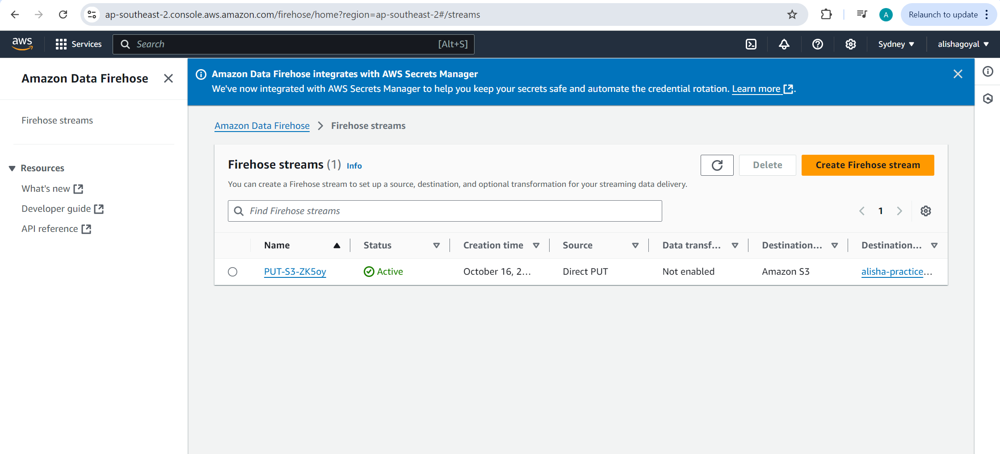 ap-southeast-2.console.aws.amazon.com/firehose/home?region=ap-southeast-2#/streams
A
Relaunch to update
aws
Services
Search
[Alt+S]
Sydney
alishagoyal
Amazon Data Firehose
Firehose streams
Resources
What's new
Developer guide
API reference
Amazon Data Firehose integrates with AWS Secrets Manager
We've now integrated with AWS Secrets Manager to help you keep your secrets safe and automate the credential rotation. Learn more.
Amazon Data Firehose > Firehose streams
Firehose streams (1) Info
Delete
Create Firehose stream
You can create a Firehose stream to set up a source, destination, and optional transformation for your streaming data delivery.
Find Firehose streams
1
Name Status Creation time Source Data transf... Destination... Destination...
PUT-S3-ZK5oy Active October 16, 2... Direct PUT Not enabled Amazon S3 alisha-practice...